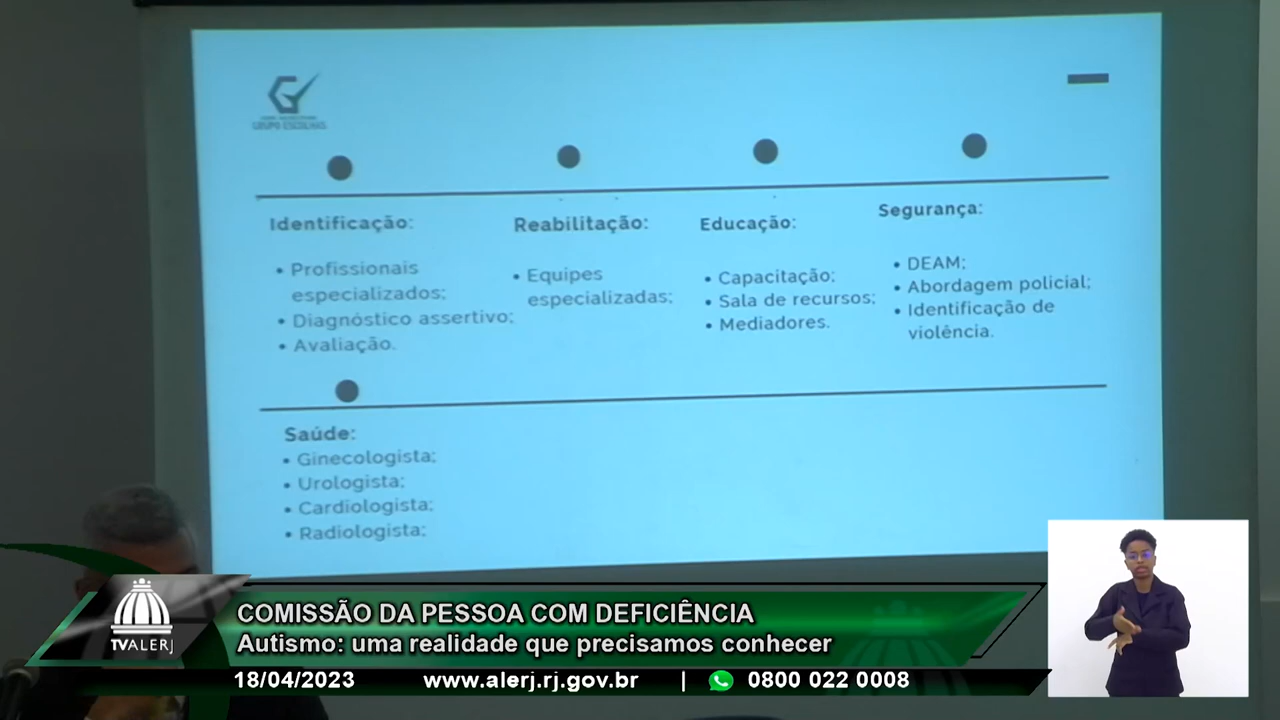 GRUPO ESCOLHAS
Identificação:
• Profissionais
especializados;
• Diagnóstico assertivo;
• Avaliação.
Reabilitação:
• Equipes
especializadas;
Educação:
• Capacitação;
• Sala de recursos;
• Mediadores.
Segurança:
• DEAM;
• Abordagem policial;
• Identificação de
violência.
Saúde:
• Ginecologista;
• Urologista;
• Cardiologista;
• Radiologista;
TVALERJ
COMISSÃO DA PESSOA COM DEFICIÊNCIA
Autismo: uma realidade que precisamos conhecer
18/04/2023 www.alerj.rj.gov.br | 0800 022 0008